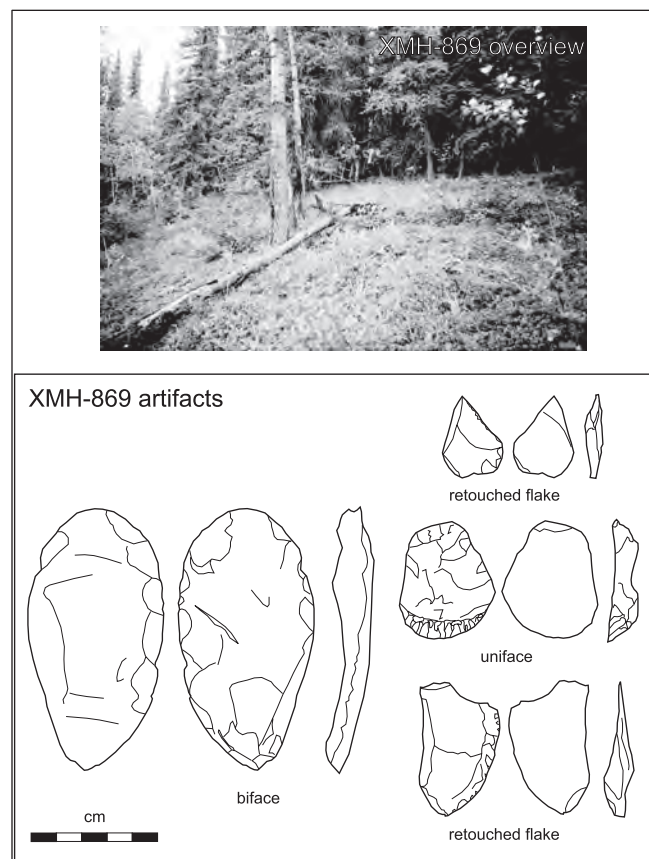 XMH-869 overview
XMH-869 artifacts
retouched flake
uniface
biface
cm
retouched flake